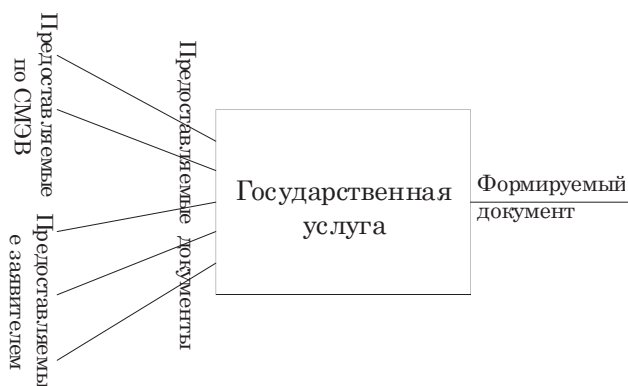 Предоставляемые
по СМЭВ
Предоставляемы
е заявителем
Предоставляемые документы
Государственная
услуга
Формируемый
документ